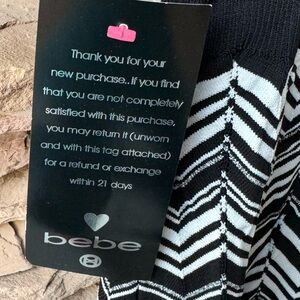 Thank you for your
new purchase.. If you find
that you are not completely
satisfied with this purchase,
you may return it (unworn
and with this tag attached)
for a refund or exchange
within 21 days
bebe